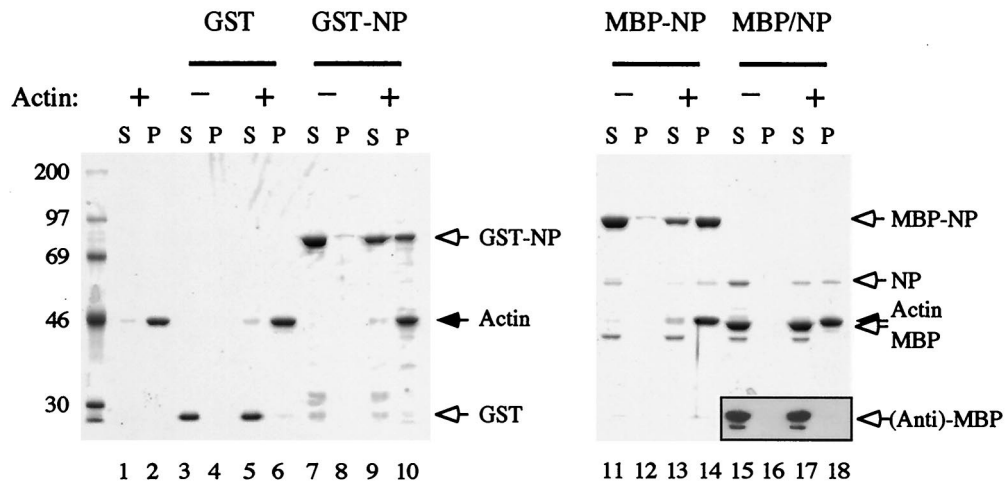 GST GST-NP MBP-NP MBP/NP
Actin: + − + − + − + − +
S P S P S P S P S P S P S P S P S P
200
97
69
46
30
GST-NP
Actin
GST
MBP-NP
NP
Actin
MBP
(Anti)-MBP
1 2 3 4 5 6 7 8 9 10 11 12 13 14 15 16 17 18